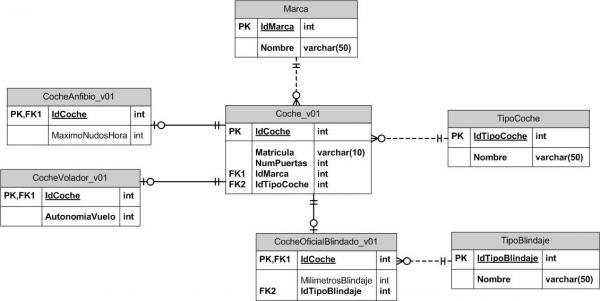 Marca
PK IdMarca int
Nombre varchar(50)
CocheAnfibio_v01
PK,FK1 IdCoche int
MaximoNudosHora int
Coche_v01
PK IdCoche int
Matricula varchar(10)
NumPuertas int
FK1 IdMarca int
FK2 IdTipoCoche int
TipoCoche
PK IdTipoCoche int
Nombre varchar(50)
CocheVolador_v01
PK,FK1 IdCoche int
AutonomiaVuelo int
CocheOficialBlindado_v01
PK,FK1 IdCoche int
MilimetrosBlindaje int
FK2 IdTipoBlindaje int
TipoBlindaje
PK IdTipoBlindaje int
Nombre varchar(50)